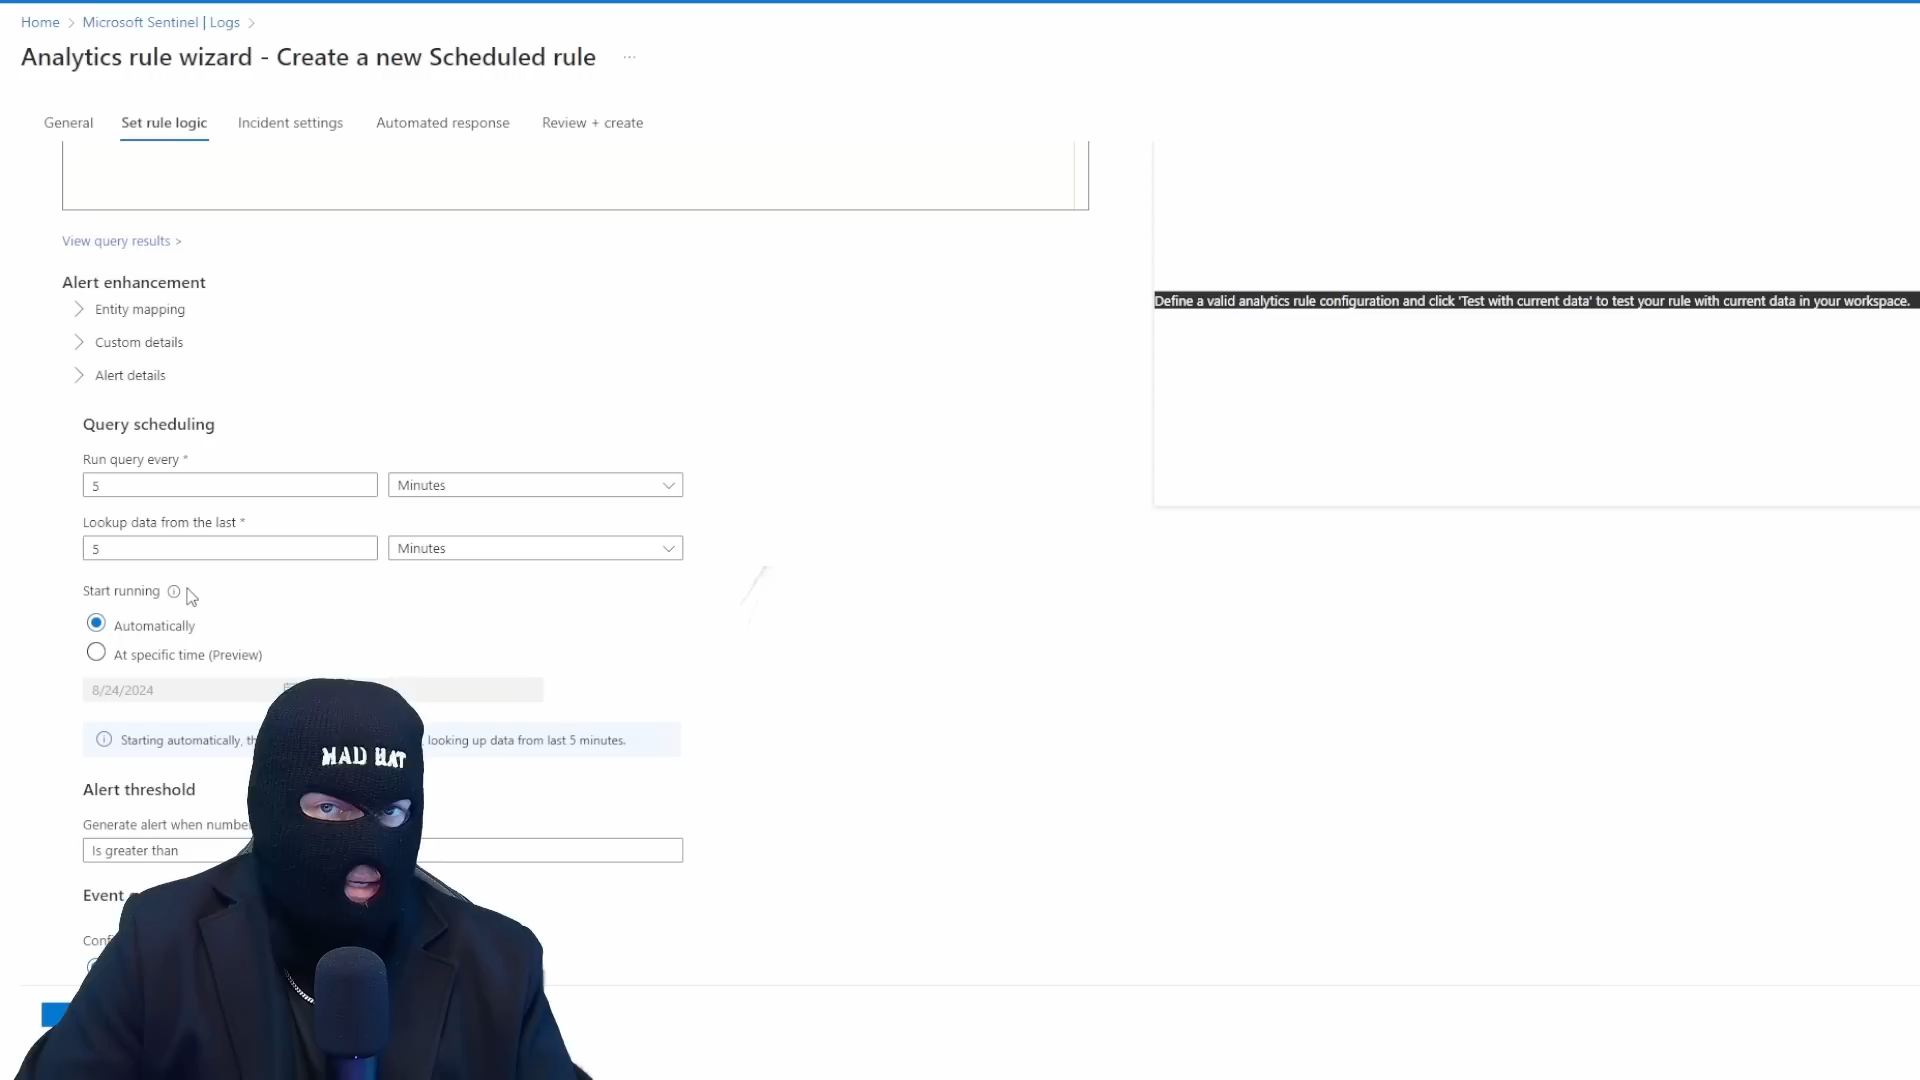 Home > Microsoft Sentinel | Logs >
Analytics rule wizard - Create a new Scheduled rule ...
General
Set rule logic
Incident settings
Automated response
Review + create
View query results >
Define a valid analytics rule configuration and click 'Test with current data' to test your rule with current data in your workspace.
Alert enhancement
Entity mapping
Custom details
Alert details
Query scheduling
Run query every *
5
Minutes
Lookup data from the last *
5
Minutes
Start running
Automatically
At specific time (Preview)
8/24/2024
Starting automatically, looking up data from last 5 minutes.
Alert threshold
Generate alert when
Is greater than
Event
MAD HAT